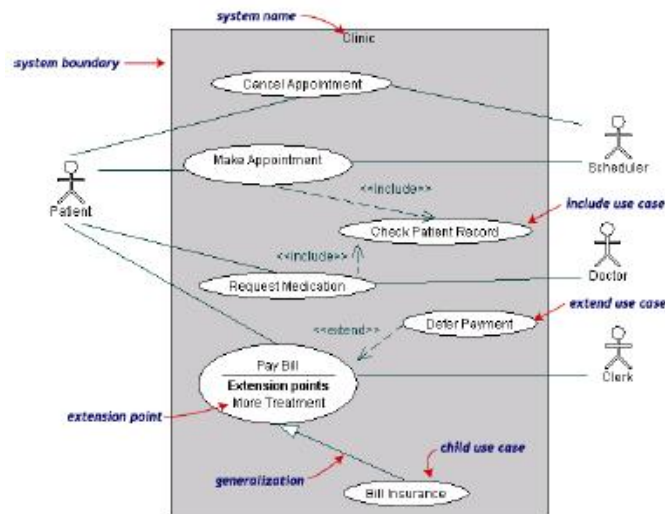 system name
Clinic
system boundary
Cancel Appointment
Make Appointment
Scheduler
<<include>>
Patient
include use case
Check Patient Record
<<include>>
Request Medication
Doctor
extend use case
<<extend>>
Defer Payment
Pay Bill
Extension points
More Treatment
Clerk
extension point
child use case
generalization
Bill Insurance